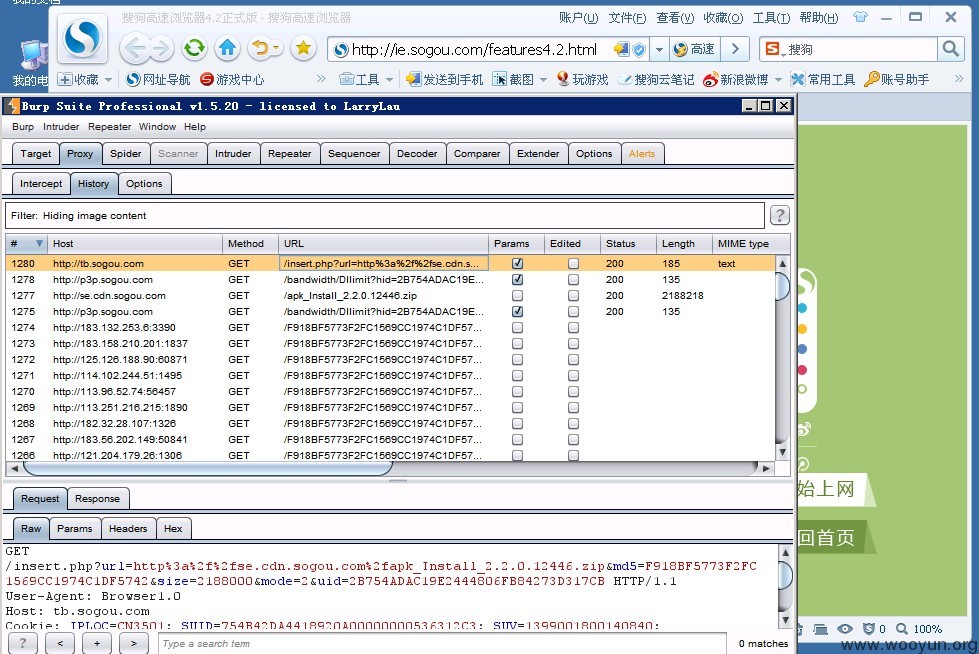 搜狗高速浏览器4.2正式版 - 搜狗高速浏览器
账户(U) 文件(F) 查看(V) 收藏(O) 工具(T) 帮助(H)
http://ie.sogou.com/features4.2.html 高速 搜狗
我的电
收藏 网址导航 游戏中心 » 工具 发送到手机 截图 玩游戏 搜狗云笔记 新浪微博 常用工具 账号助手
Burp Suite Professional v1.5.20 - licensed to LarryLau
Burp Intruder Repeater Window Help
Target Proxy Spider Scanner Intruder Repeater Sequencer Decoder Comparer Extender Options Alerts
Intercept History Options
Filter: Hiding image content ?
# Host Method URL Params Edited Status Length MIME type
1280 http://tb.sogou.com GET /insert.php?url=http%3a%2f%2fse.cdn.s... 200 185 text
1278 http://p3p.sogou.com GET /bandwidth/Dllimit?hid=2B754ADAC19E... 200 135
1277 http://se.cdn.sogou.com GET /apk_Install_2.2.0.12446.zip 200 2188218
1275 http://p3p.sogou.com GET /bandwidth/Dllimit?hid=2B754ADAC19E... 200 135
1274 http://183.132.253.6:3390 GET /F918BF5773F2FC1569CC1974C1DF57...
1273 http://183.158.210.201:1837 GET /F918BF5773F2FC1569CC1974C1DF57...
1272 http://125.126.188.90:60871 GET /F918BF5773F2FC1569CC1974C1DF57...
1271 http://114.102.244.51:1495 GET /F918BF5773F2FC1569CC1974C1DF57...
1270 http://113.96.52.74:56457 GET /F918BF5773F2FC1569CC1974C1DF57...
1269 http://113.251.216.215:1890 GET /F918BF5773F2FC1569CC1974C1DF57...
1268 http://182.32.28.107:1326 GET /F918BF5773F2FC1569CC1974C1DF57...
1267 http://183.56.202.149:50841 GET /F918BF5773F2FC1569CC1974C1DF57...
1266 http://121.204.179.26:1306 GET /F918BF5773F2FC1569CC1974C1DF57...
始上网
回首页
Request Response
Raw Params Headers Hex
GET
/insert.php?url=http%3a%2f%2fse.cdn.sogou.com%2fapk_Install_2.2.0.12446.zip&md5=F918BF5773F2FC
1569CC1974C1DF5742&size=2188000&mode=2&uid=2B754ADAC19E2444806FB84273D317CB HTTP/1.1
User-Agent: Browser1.0
Host: tb.sogou.com
Cookie: IPLOC=CN3501; SUID=754B42DA4418920A00000000536312C3; SUV=1399001800140840;
? < + > Type a search term 0 matches
0 100%
www.wooyun.org